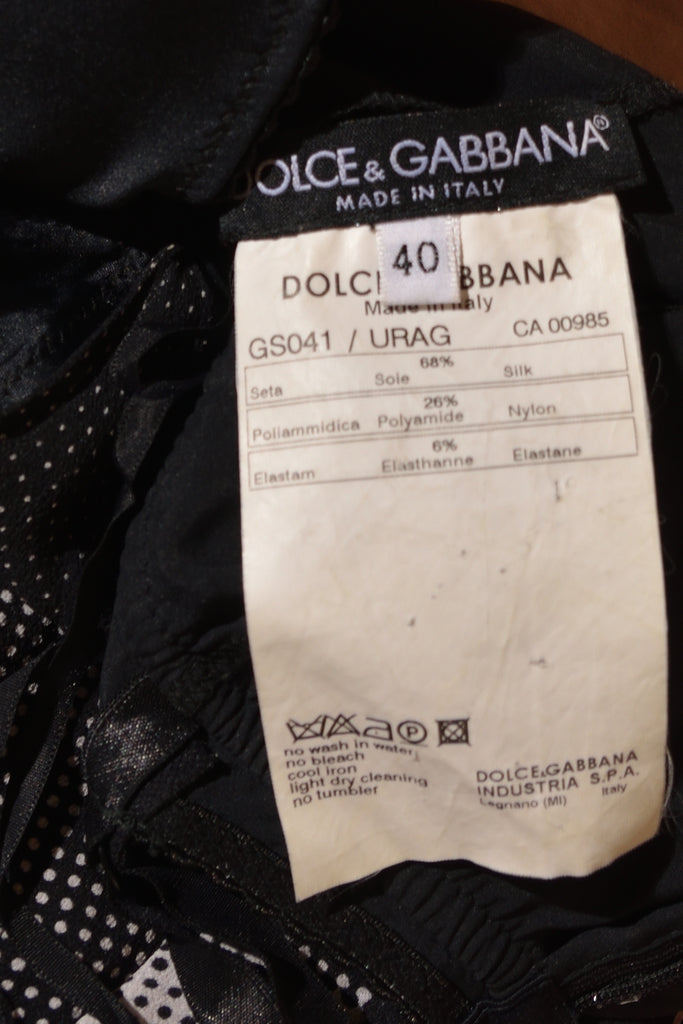 DOLCE & GABBANA®
MADE IN ITALY
40
DOLC BBANA
Made in Italy
GS041 / URAG CA 00985
68%
Seta Soie Silk
26%
Poliammidica Polyamide Nylon
6%
Elastam Elasthanne Elastane
P
no wash in water
no bleach
cool iron
light dry cleaning
no tumbler
DOLCE&GABBANA
INDUSTRIA S.P.A.
Legnano (MI) Italy